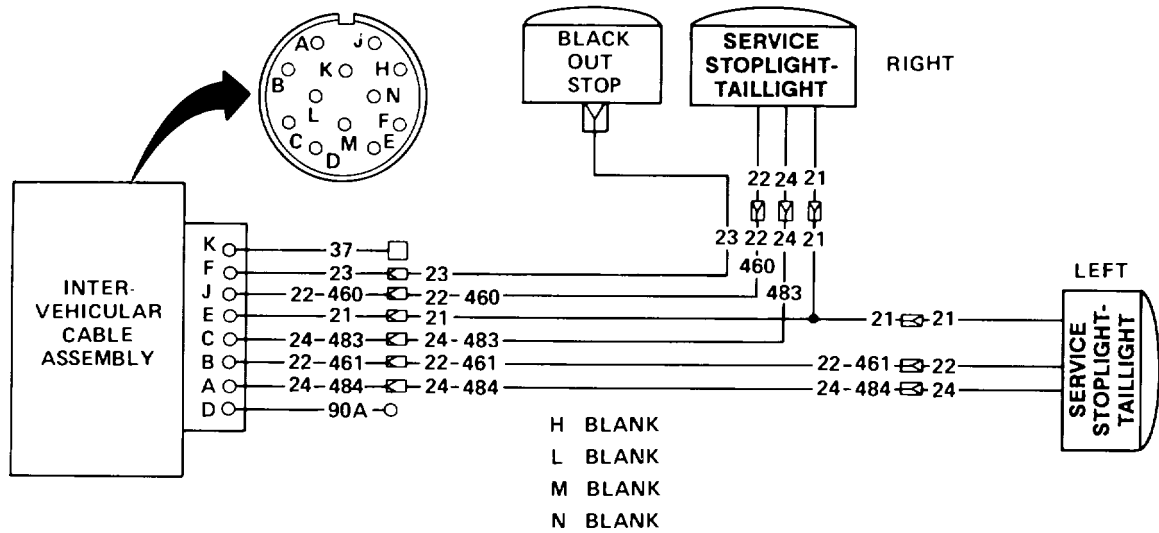 A J
B K H
L N
C D M F E
BLACK
OUT
STOP
SERVICE
STOPLIGHT-
TAILLIGHT
RIGHT
22 24 21
23 22 24 21
460
483
INTER-
VEHICULAR
CABLE
ASSEMBLY
K 37
F 23 23
J 22-460 22-460
E 21 21 21 21
C 24-483 24-483
B 22-461 22-461 22-461 22
A 24-484 24-484 24-484 24
D 90A
LEFT
SERVICE
STOPLIGHT-
TAILLIGHT
H BLANK
L BLANK
M BLANK
N BLANK